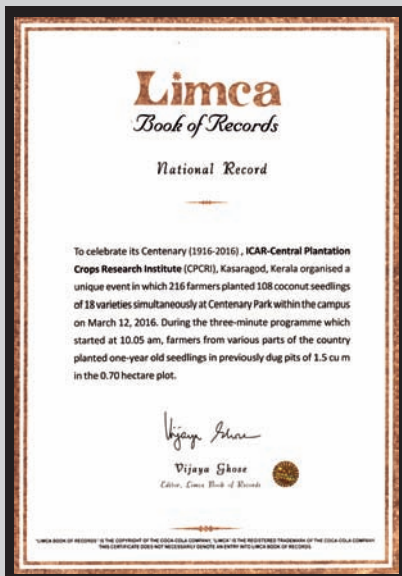 Limca
Book of Records
National Record
To celebrate its Centenary (1916-2016) , ICAR-Central Plantation
Crops Research Institute (CPCRI), Kasaragod, Kerala organised a
unique event in which 216 farmers planted 108 coconut seedlings
of 18 varieties simultaneously at Centenary Park within the campus
on March 12, 2016. During the three-minute programme which
started at 10.05 am, farmers from various parts of the country
planted one-year old seedlings in previously dug pits of 1.5 cu m
in the 0.70 hectare plot.
Vijaya Ghose
Vijaya Ghose
Editor, Limca Book of Records
"LIMCA BOOK OF RECORDS" IS THE COPYRIGHT OF THE COCA-COLA COMPANY. "LIMCA" IS THE REGISTERED TRADEMARK OF THE COCA-COLA COMPANY
THIS CERTIFICATE DOES NOT NECESSARILY DENOTE AN ENTRY INTO LIMCA BOOK OF RECORDS.